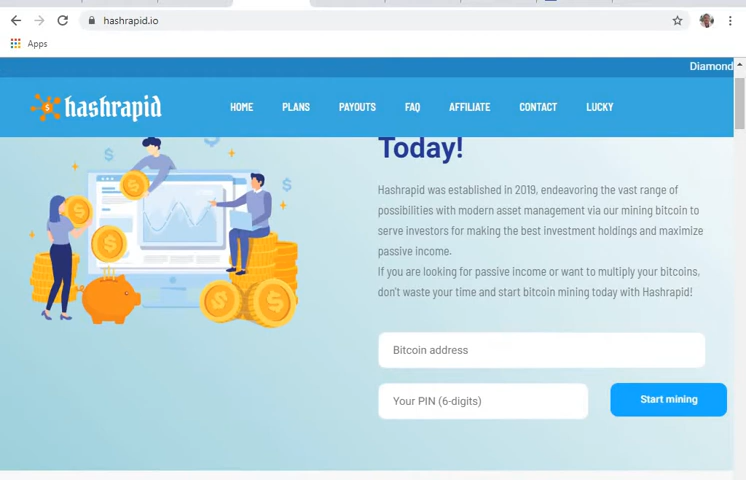 hashrapid.io
Apps
Diamond
hashrapid
HOME PLANS PAYOUTS FAQ AFFILIATE CONTACT LUCKY
Today!
Hashrapid was established in 2019, endeavoring the vast range of
possibilities with modern asset management via our mining bitcoin to
serve investors for making the best investment holdings and maximize
passive income.
If you are looking for passive income or want to multiply your bitcoins,
don't waste your time and start bitcoin mining today with Hashrapid!
Bitcoin address
Your PIN (6-digits)
Start mining